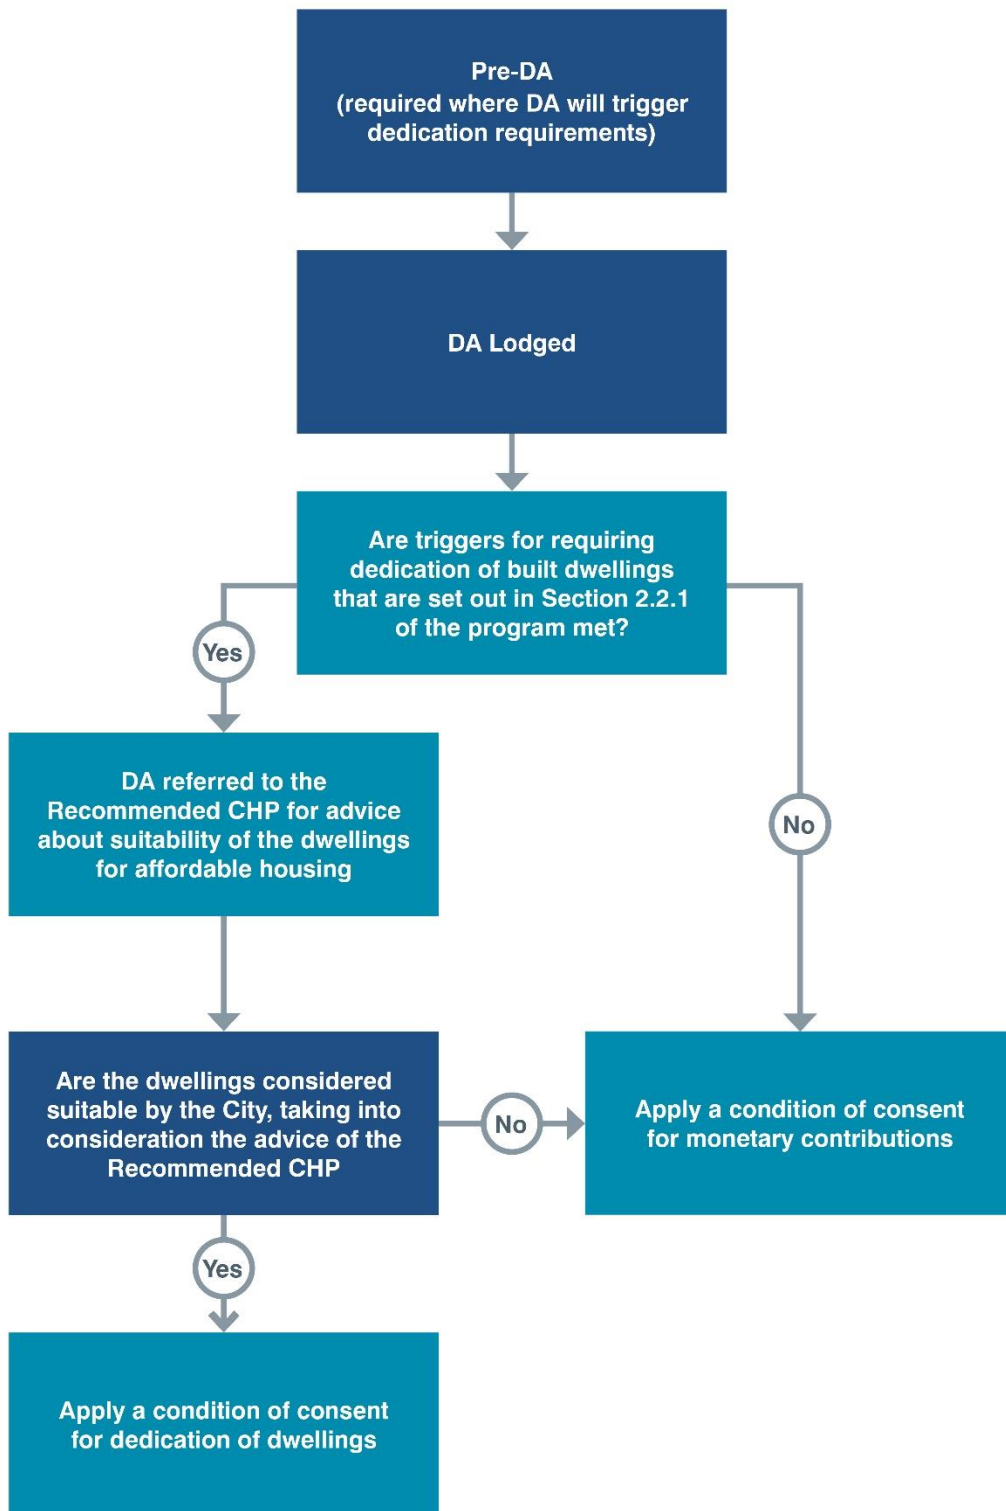 Pre-DA
(required where DA will trigger
dedication requirements)
DA Lodged
Are triggers for requiring
dedication of built dwellings
that are set out in Section 2.2.1
of the program met?
Yes
No
DA referred to the
Recommended CHP for advice
about suitability of the dwellings
for affordable housing
Are the dwellings considered
suitable by the City, taking into
consideration the advice of the
Recommended CHP
No
Apply a condition of consent
for monetary contributions
Yes
Apply a condition of consent
for dedication of dwellings